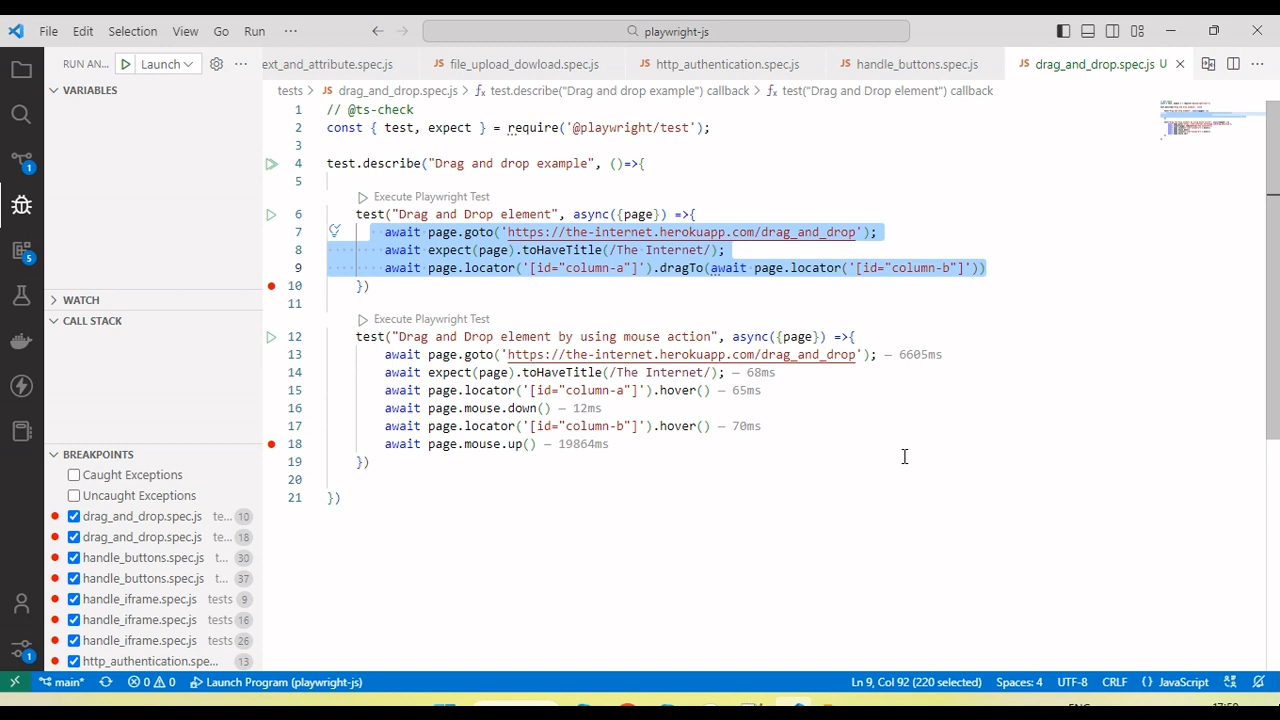 File Edit Selection View Go Run ··· playwright-js
RUN AN... Launch ···
ext_and_attribute.spec.js JS file_upload_dowload.spec.js JS http_authentication.spec.js JS handle_buttons.spec.js JS drag_and_drop.spec.js U
tests > JS drag_and_drop.spec.js > test.describe("Drag and drop example") callback > test("Drag and Drop element") callback
VARIABLES
WATCH
CALL STACK
BREAKPOINTS
Caught Exceptions
Uncaught Exceptions
drag_and_drop.spec.js te... 10
drag_and_drop.spec.js te... 18
handle_buttons.spec.js t... 30
handle_buttons.spec.js t... 37
handle_iframe.spec.js tests 9
handle_iframe.spec.js tests 16
handle_iframe.spec.js tests 26
http_authentication.spe... 13
1 // @ts-check
2 const { test, expect } = require('@playwright/test');
3
4 test.describe("Drag and drop example", ()=>{
5
Execute Playwright Test
6 test("Drag and Drop element", async({page}) =>{
7 await page.goto('https://the-internet.herokuapp.com/drag_and_drop');
8 await expect(page).toHaveTitle(/The Internet/);
9 await page.locator('[id="column-a"]').dragTo(await page.locator('[id="column-b"]'))
10 })
11
Execute Playwright Test
12 test("Drag and Drop element by using mouse action", async({page}) =>{
13 await page.goto('https://the-internet.herokuapp.com/drag_and_drop'); — 6605ms
14 await expect(page).toHaveTitle(/The Internet/); — 68ms
15 await page.locator('[id="column-a"]').hover() — 65ms
16 await page.mouse.down() — 12ms
17 await page.locator('[id="column-b"]').hover() — 70ms
18 await page.mouse.up() — 19864ms
19 })
20
21 })
1
5
1
main* 0 0 Launch Program (playwright-js) Ln 9, Col 92 (220 selected) Spaces: 4 UTF-8 CRLF {} JavaScript